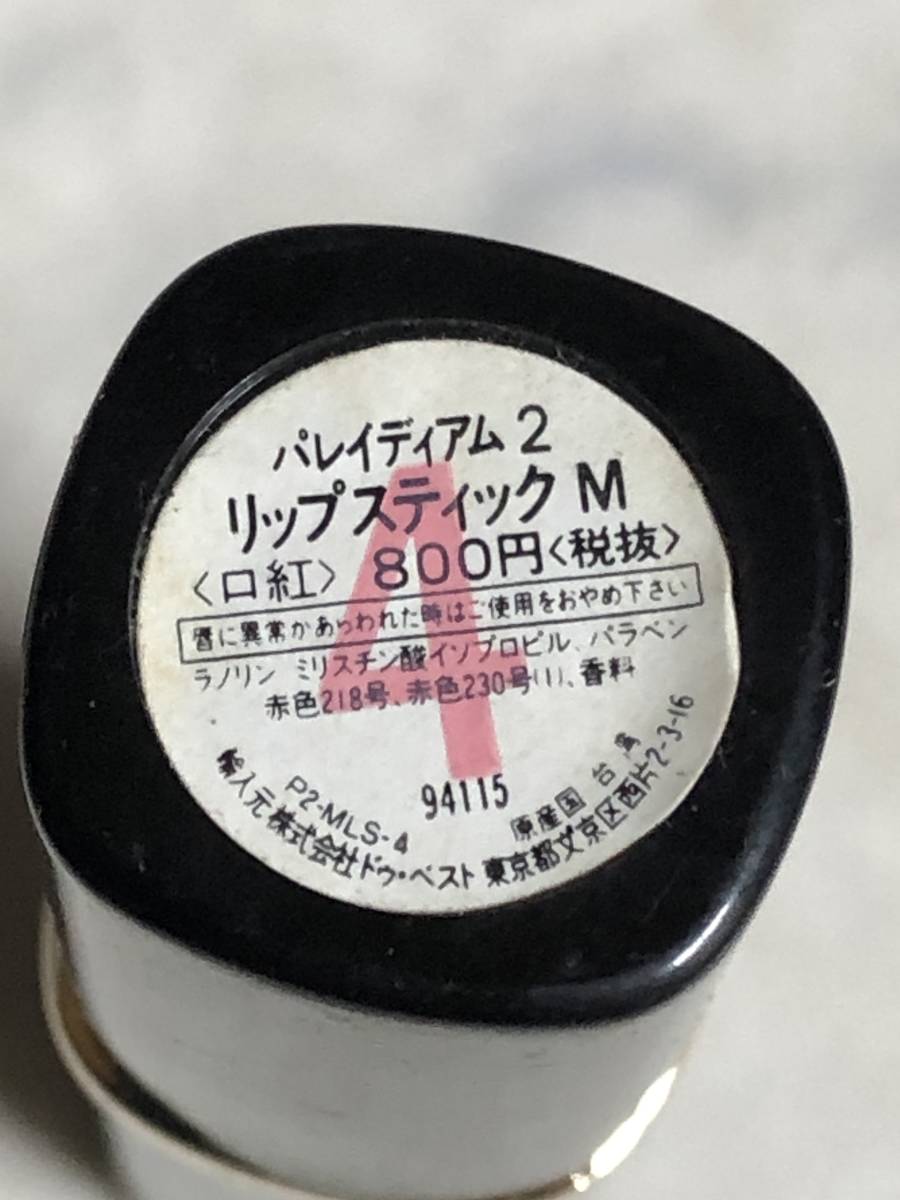 パレイディアム 2
リップスティック M
〈口紅〉 800円〈税抜〉
唇に異常があらわれた時はご使用をおやめ下さい
ラノリン ミリスチン酸イソプロピル、パラベン
赤色218号、赤色230号(1)、香料
4
94115
P2-MLS-4
原産国 台湾
輸入元 株式会社ドゥ・ベスト 東京都文京区西片2-3-16